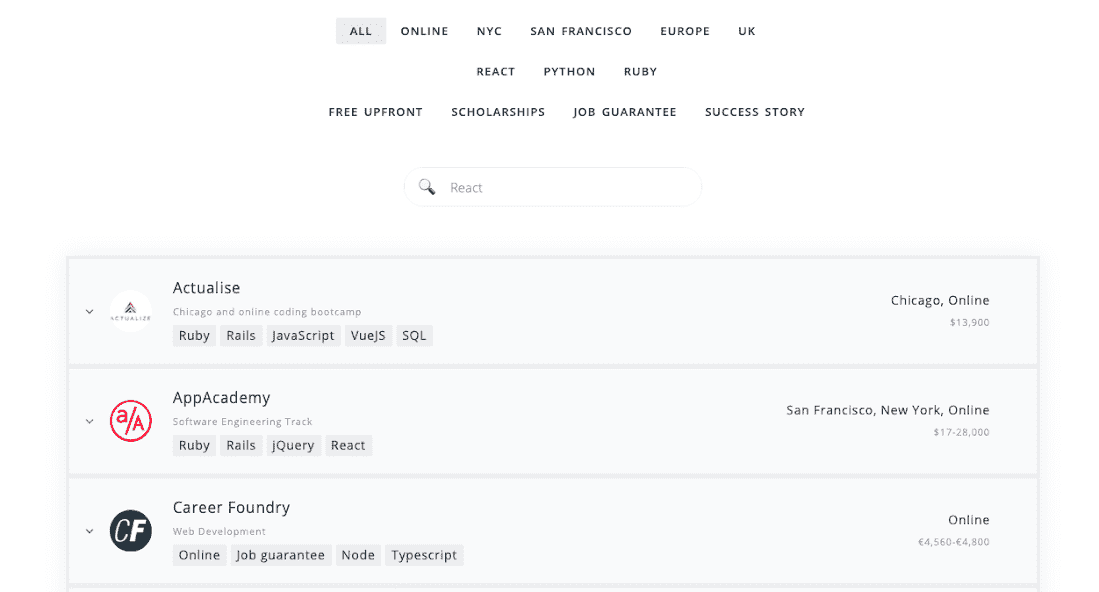 ALL ONLINE NYC SAN FRANCISCO EUROPE UK
REACT PYTHON RUBY
FREE UPFRONT SCHOLARSHIPS JOB GUARANTEE SUCCESS STORY
React
Actualise
Chicago, Online
Chicago and online coding bootcamp
$13,900
ACTUALIZE
Ruby Rails JavaScript VueJS SQL
AppAcademy
San Francisco, New York, Online
a/A
Software Engineering Track
$17-28,000
Ruby Rails jQuery React
Career Foundry
Online
CF
Web Development
€4,560-€4,800
Online Job guarantee Node Typescript